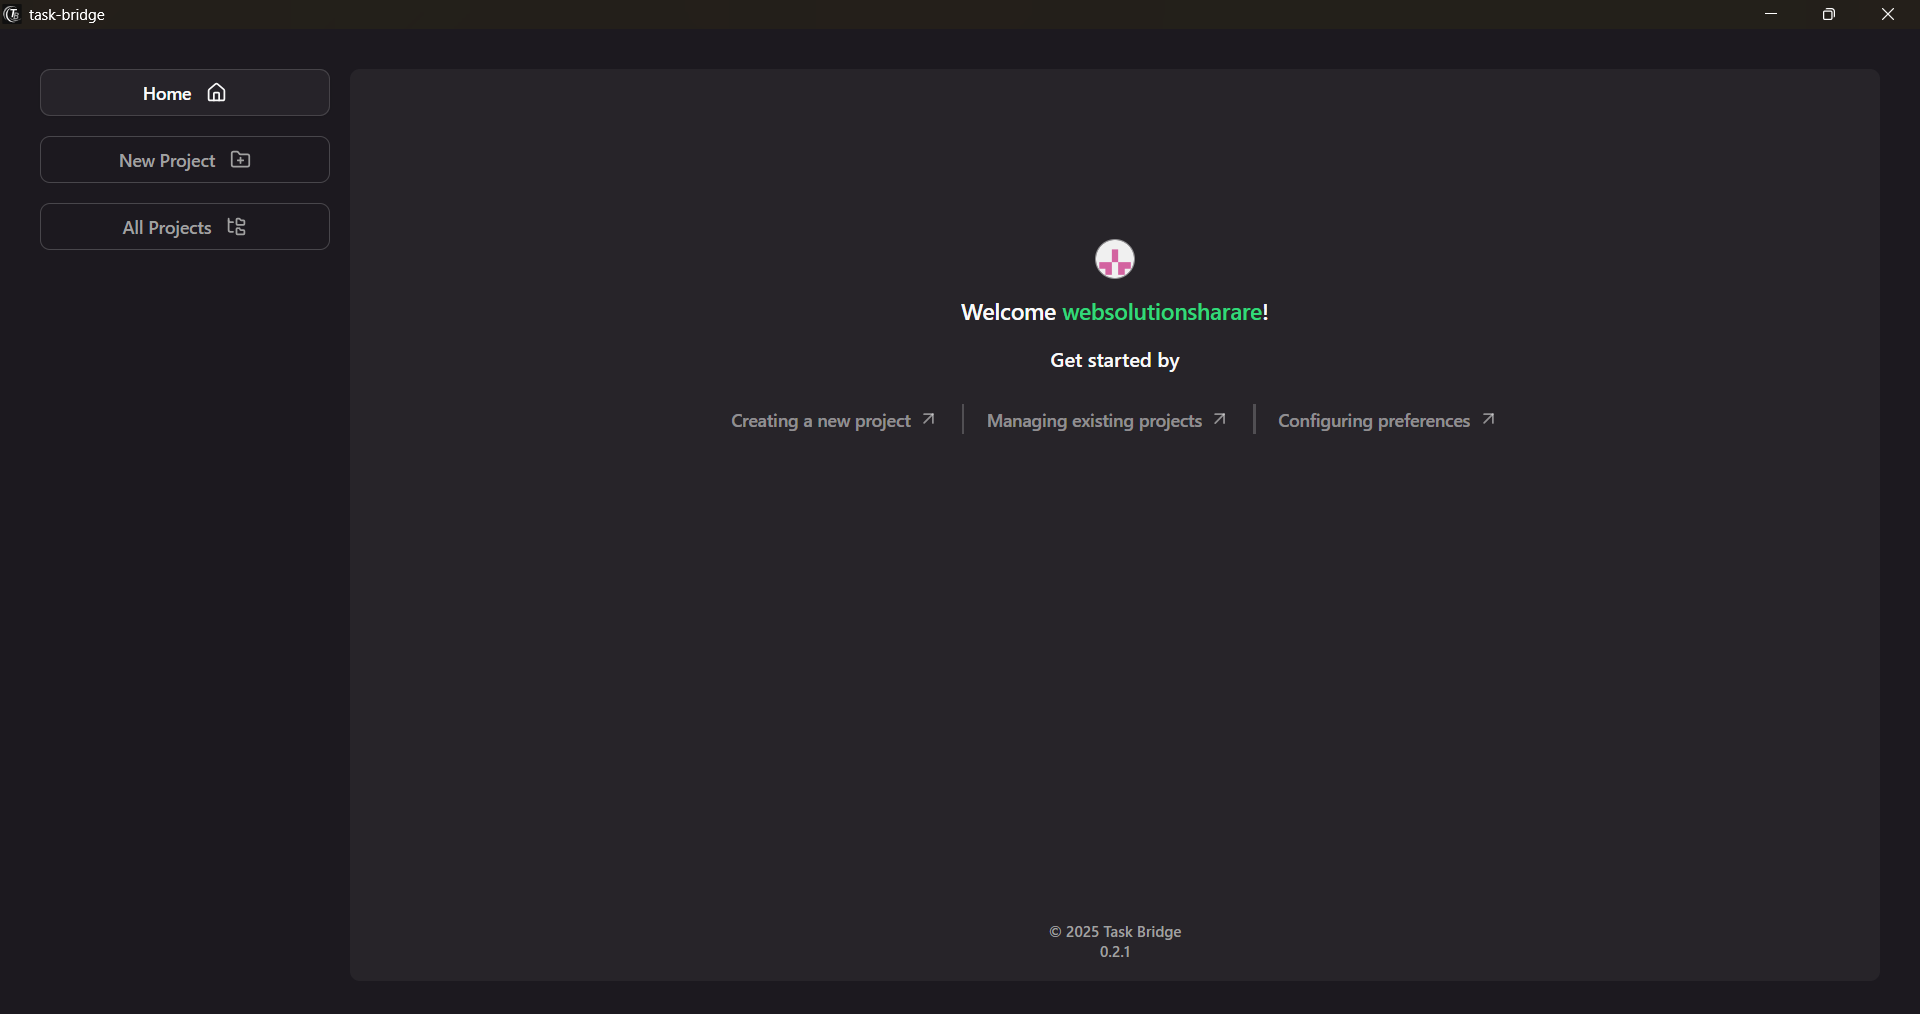 task-bridge
Home
New Project
All Projects
Welcome websolutionsharare!
Get started by
Creating a new project
Managing existing projects
Configuring preferences
© 2025 Task Bridge
0.2.1